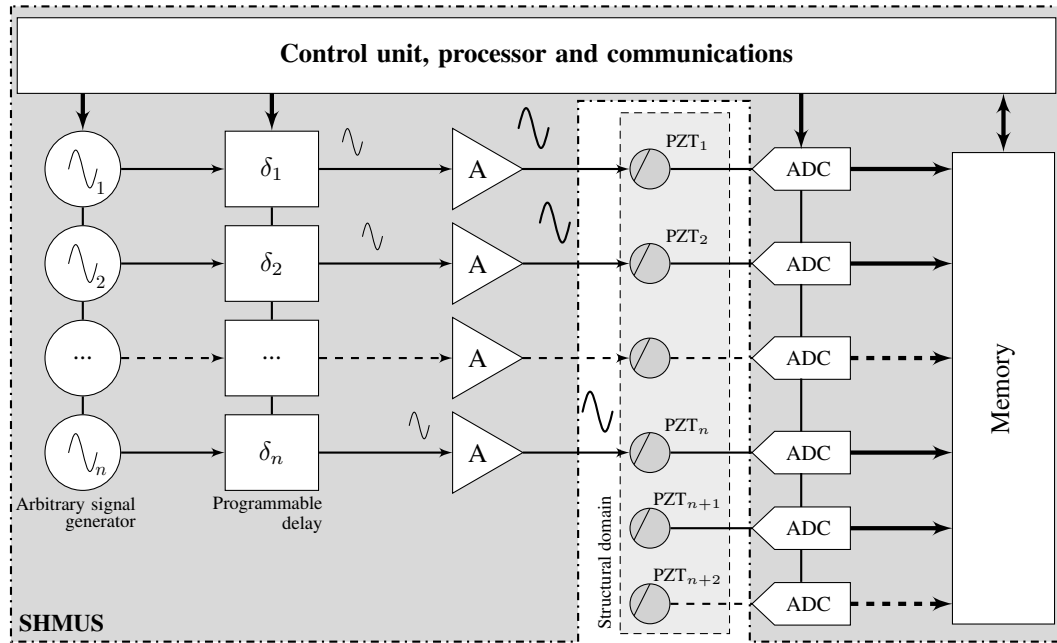 Control unit, processor and communications
1 δ₁ A PZT₁ ADC
2 δ₂ A PZT₂ ADC
... ... A ADC
n δₙ A PZTₙ ADC
Arbitrary signal
generator
Programmable
delay
PZTₙ₊₁ ADC
PZTₙ₊₂ ADC
Structural domain
Memory
SHMUS